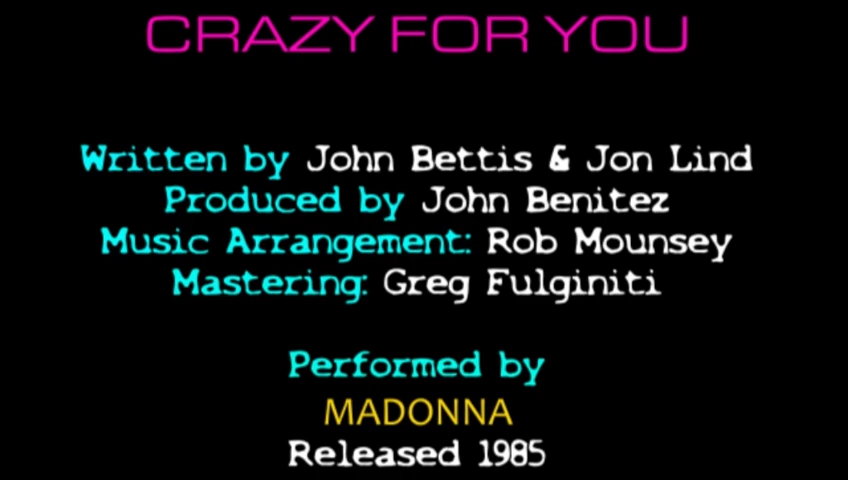 CRAZY FOR YOU
Written by John Bettis & Jon Lind
Produced by John Benitez
Music Arrangement: Rob Mounsey
Mastering: Greg Fulginiti
Performed by
MADONNA
Released 1985